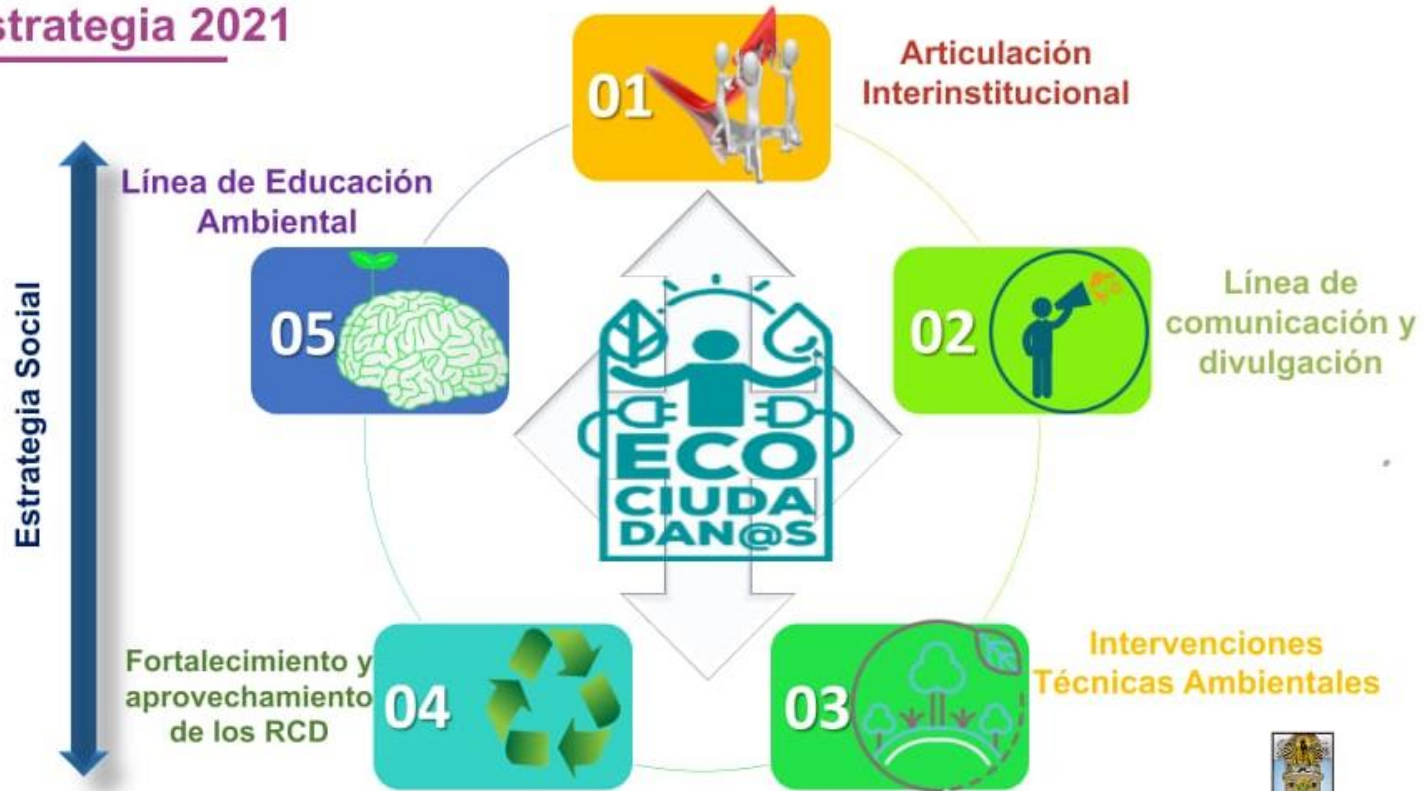 strategia 2021
01
Articulación
Interinstitucional
Línea de Educación
Ambiental
05
02
Línea de
comunicación y
divulgación
Estrategia Social
ECO
CIUDA
DAN@S
Fortalecimiento y
aprovechamiento
de los RCD
04
03
Intervenciones
Técnicas Ambientales